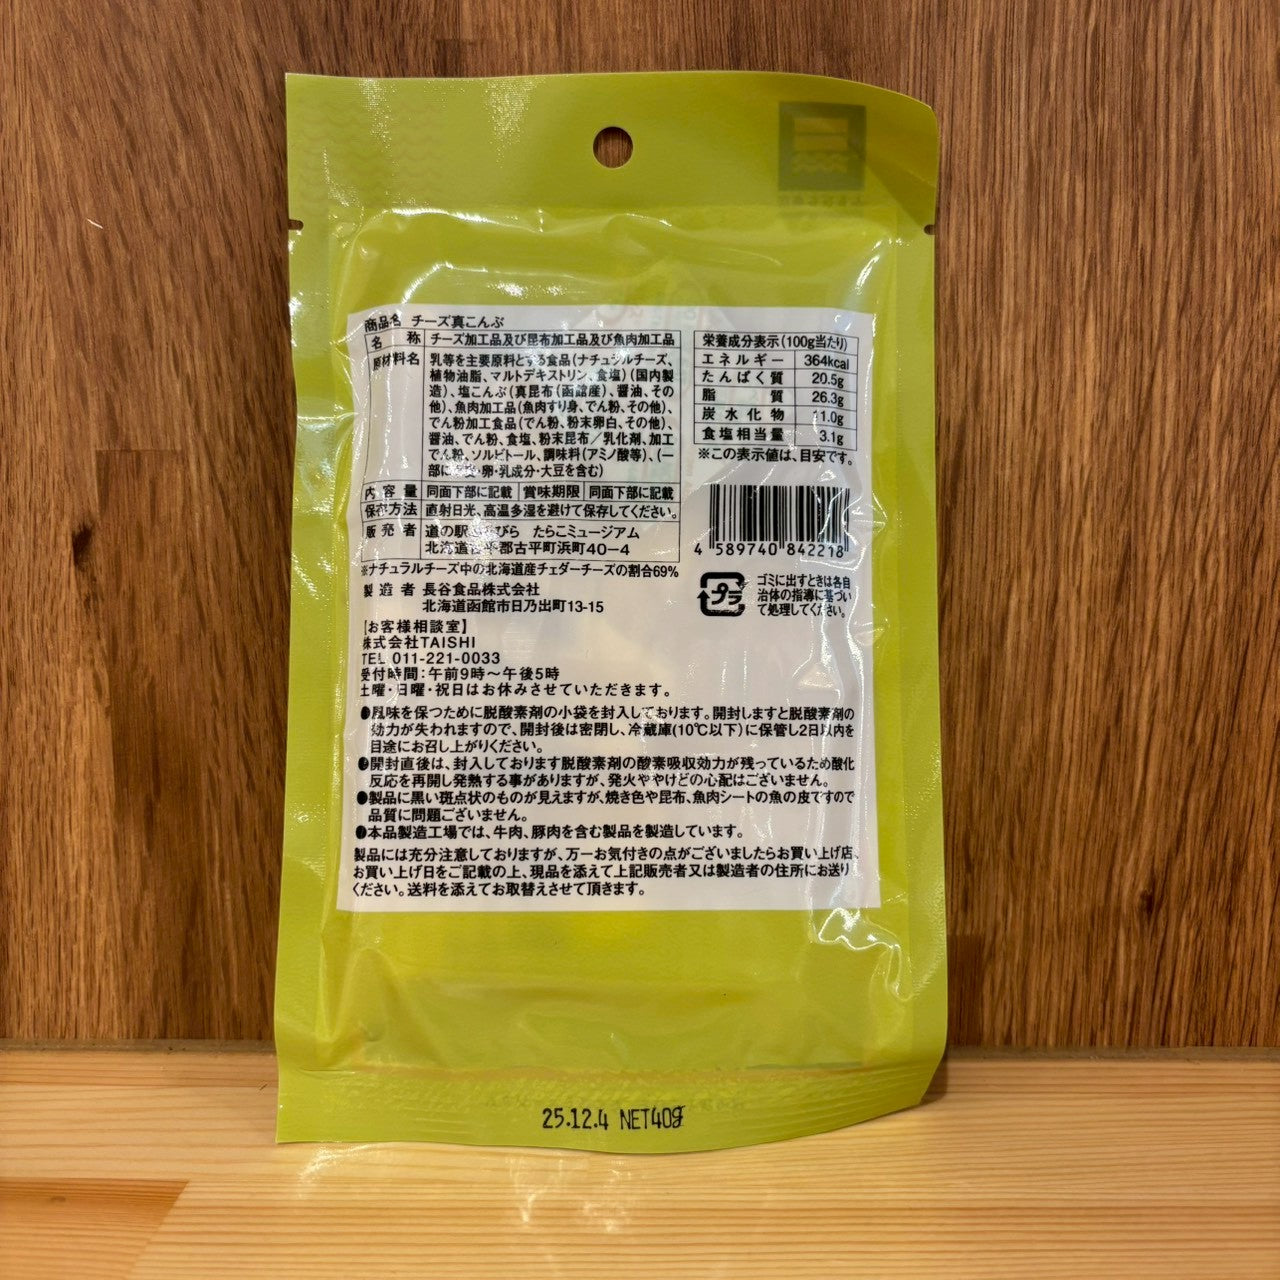 商品名 チーズ真こんぶ
名称 チーズ加工品及び昆布加工品及び魚肉加工品
原材料名 乳等を主要原料とする食品(ナチュラルチーズ、
植物油脂、マルトデキストリン、食塩)(国内製
造)、塩こんぶ(真昆布(函館産)、醤油、その
他)、魚肉加工品(魚肉すり身、でん粉、その他)、
でん粉加工食品(でん粉、粉末卵白、その他)、
醤油、でん粉、食塩、粉末昆布/乳化剤、加工
でん粉、ソルビトール、調味料(アミノ酸等)、(一
部に 卵・乳成分・大豆を含む)
内容量 同面下部に記載 賞味期限 同面下部に記載
保存方法 直射日光、高温多湿を避けて保存してください。
販売者 道の駅 びら たらこミュージアム
北海道古平郡古平町浜町40-4
※ナチュラルチーズ中の北海道産チェダーチーズの割合69%
製造者 長谷食品株式会社
北海道函館市日乃出町13-15
【お客様相談室】
株式会社TAISHI
TEL 011-221-0033
受付時間:午前9時〜午後5時
土曜・日曜・祝日はお休みさせていただきます。
栄養成分表示(100g当たり)
エネルギー 364kcal
たんぱく質 20.5g
脂質 26.3g
炭水化物 11.0g
食塩相当量 3.1g
※この表示値は、目安です。
4 589740 842218
プラ
ゴミに出すときは各自
治体の指導に基づい
て処理してください。
●風味を保つために脱酸素剤の小袋を封入しております。開封しますと脱酸素剤の
効力が失われますので、開封後は密閉し、冷蔵庫(10℃以下)に保管し2日以内を
目途にお召し上がりください。
●開封直後は、封入しております脱酸素剤の酸素吸収効力が残っているため酸化
反応を再開し発熱する事がありますが、発火ややけどの心配はございません。
●製品に黒い斑点状のものが見えますが、焼き色や昆布、魚肉シートの魚の皮ですので
品質に問題ございません。
●本品製造工場では、牛肉、豚肉を含む製品を製造しています。
製品には充分注意しておりますが、万一お気付きの点がございましたらお買い上げ店、
お買い上げ日をご記載の上、現品を添えて上記販売者又は製造者の住所にお送り
ください。送料を添えてお取替えさせて頂きます。
25.12.4 NET40g